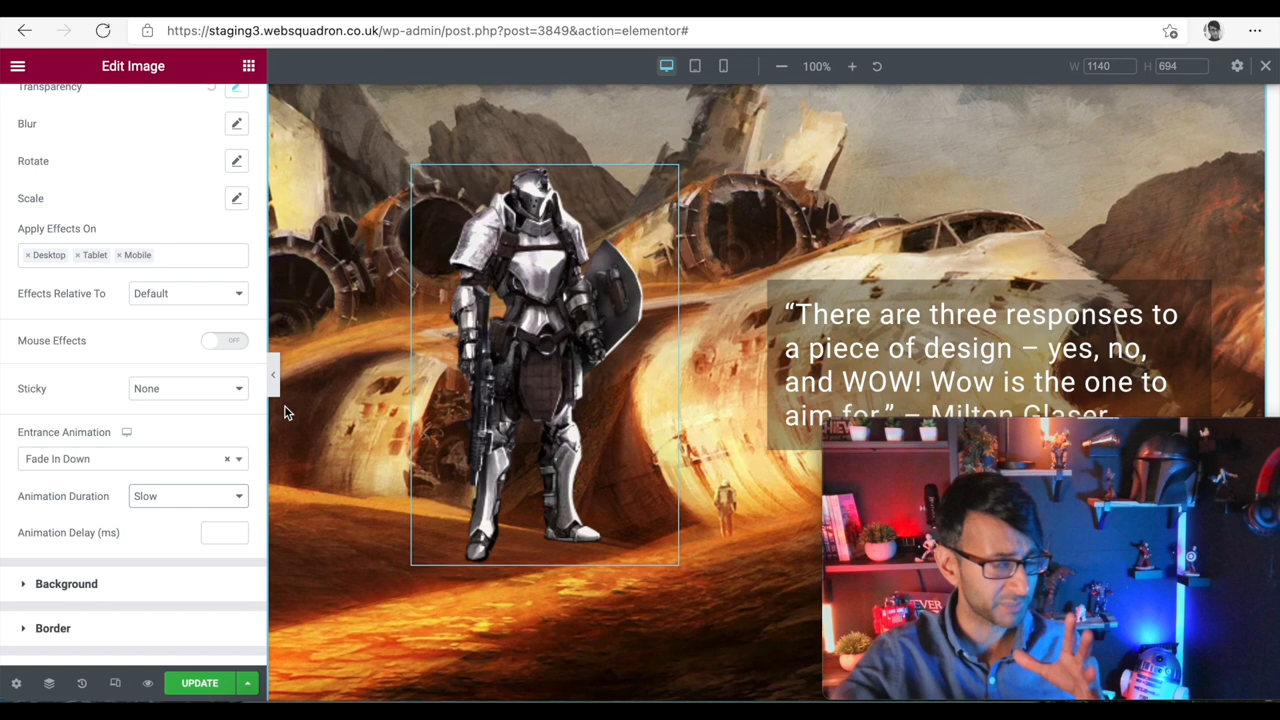 https://staging3.websquadron.co.uk/wp-admin/post.php?post=3849&action=elementor#
Edit Image
100%
W 1140 H 694
Transparency
Blur
Rotate
Scale
Apply Effects On
× Desktop × Tablet × Mobile
Effects Relative To Default
Mouse Effects OFF
Sticky None
Entrance Animation
Fade In Down ×
Animation Duration Slow
Animation Delay (ms)
Background
Border
UPDATE
“There are three responses to
a piece of design – yes, no,
and WOW! Wow is the one to
aim for.” – Milton Glaser